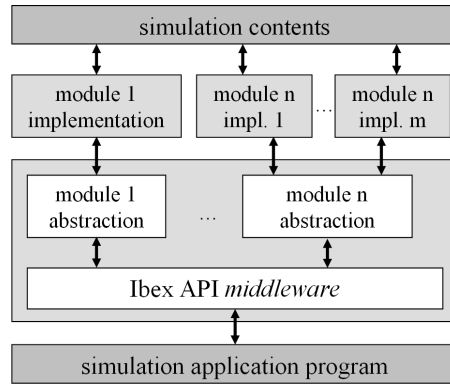 simulation contents
module 1
implementation
module n
impl. 1
...
module n
impl. m
module 1
abstraction
...
module n
abstraction
Ibex API middleware
simulation application program